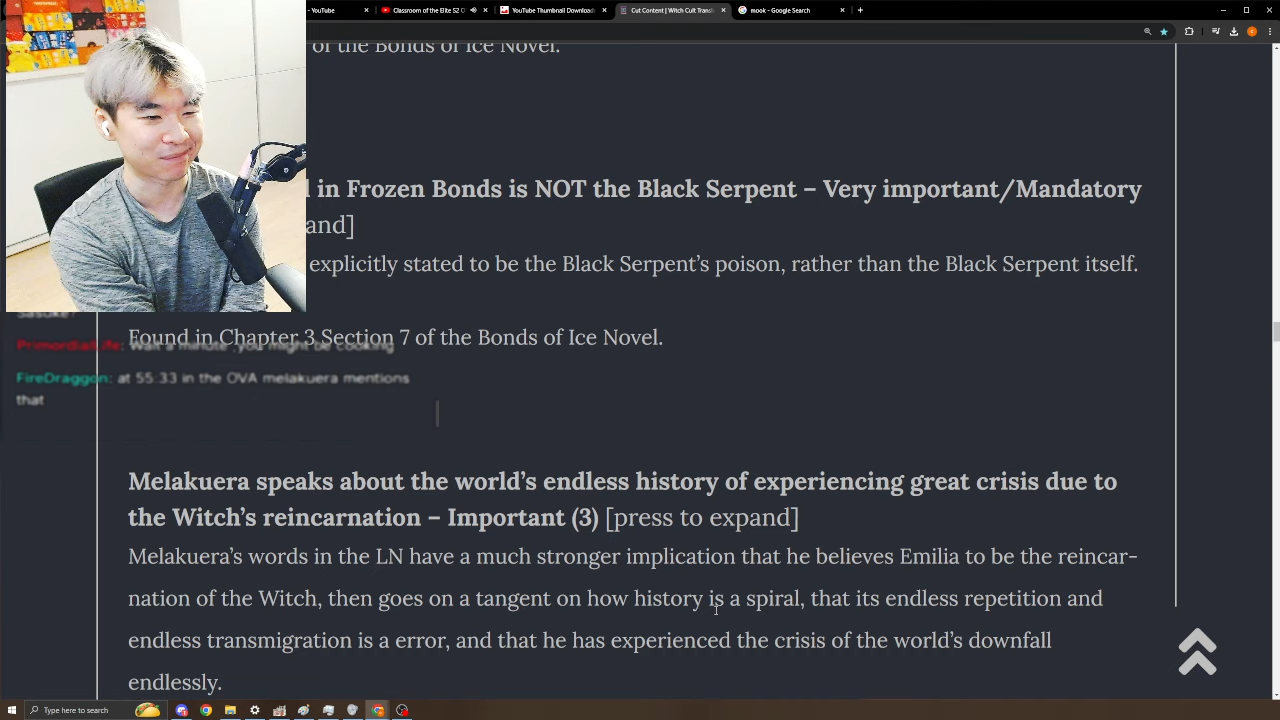 - YouTube
Classroom of the Elite S2 C
YouTube Thumbnail Download
Cut Content | Witch Cult Trans
mook - Google Search
of the Bonds of Ice Novel.
in Frozen Bonds is NOT the Black Serpent – Very important/Mandatory
and]
explicitly stated to be the Black Serpent’s poison, rather than the Black Serpent itself.
Sasuke?
Found in Chapter 3 Section 7 of the Bonds of Ice Novel.
PrimordialLife: Wait a minute ,you might be cooking
FireDraggon: at 55:33 in the OVA melakuera mentions
that
Melakuera speaks about the world’s endless history of experiencing great crisis due to
the Witch’s reincarnation – Important (3) [press to expand]
Melakuera’s words in the LN have a much stronger implication that he believes Emilia to be the reincar-
nation of the Witch, then goes on a tangent on how history is a spiral, that its endless repetition and
endless transmigration is a error, and that he has experienced the crisis of the world’s downfall
endlessly.
Type here to search